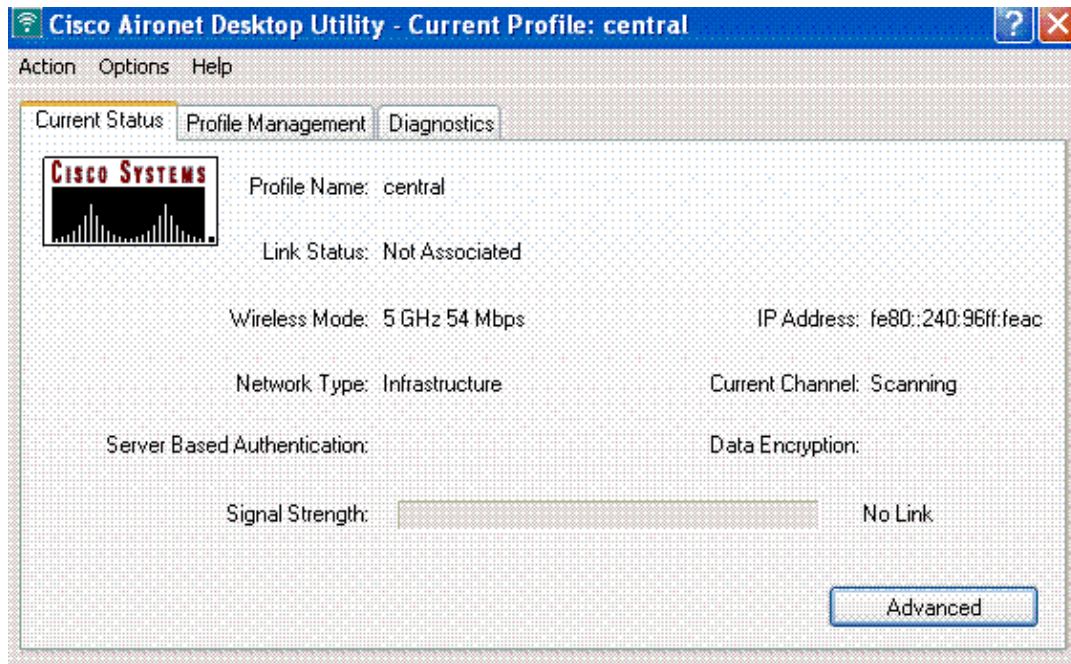 Cisco Aironet Desktop Utility - Current Profile: central
Action Options Help
Current Status Profile Management Diagnostics
CISCO SYSTEMS
Profile Name: central
Link Status: Not Associated
Wireless Mode: 5 GHz 54 Mbps IP Address: fe80::240:96ff:feac
Network Type: Infrastructure Current Channel: Scanning
Server Based Authentication: Data Encryption:
Signal Strength: No Link
Advanced